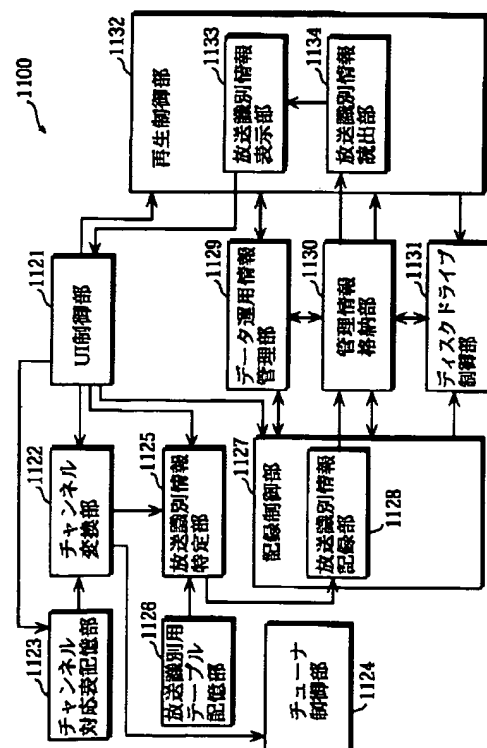 1100
1121
UI制御部
1122
チャンネル
変換部
1123
チャンネル
対応表記憶部
1124
チューナ
制御部
1125
放送識別情報
特定部
1126
放送識別用
テーブル
記憶部
1127
記録制御部
放送識別情報
記録部
1128
1129
データ運用情報
管理部
1130
管理情報
格納部
1131
ディスクドライブ
制御部
1132
再生制御部
1133
放送識別情報
表示部
1134
放送識別情報
読出部